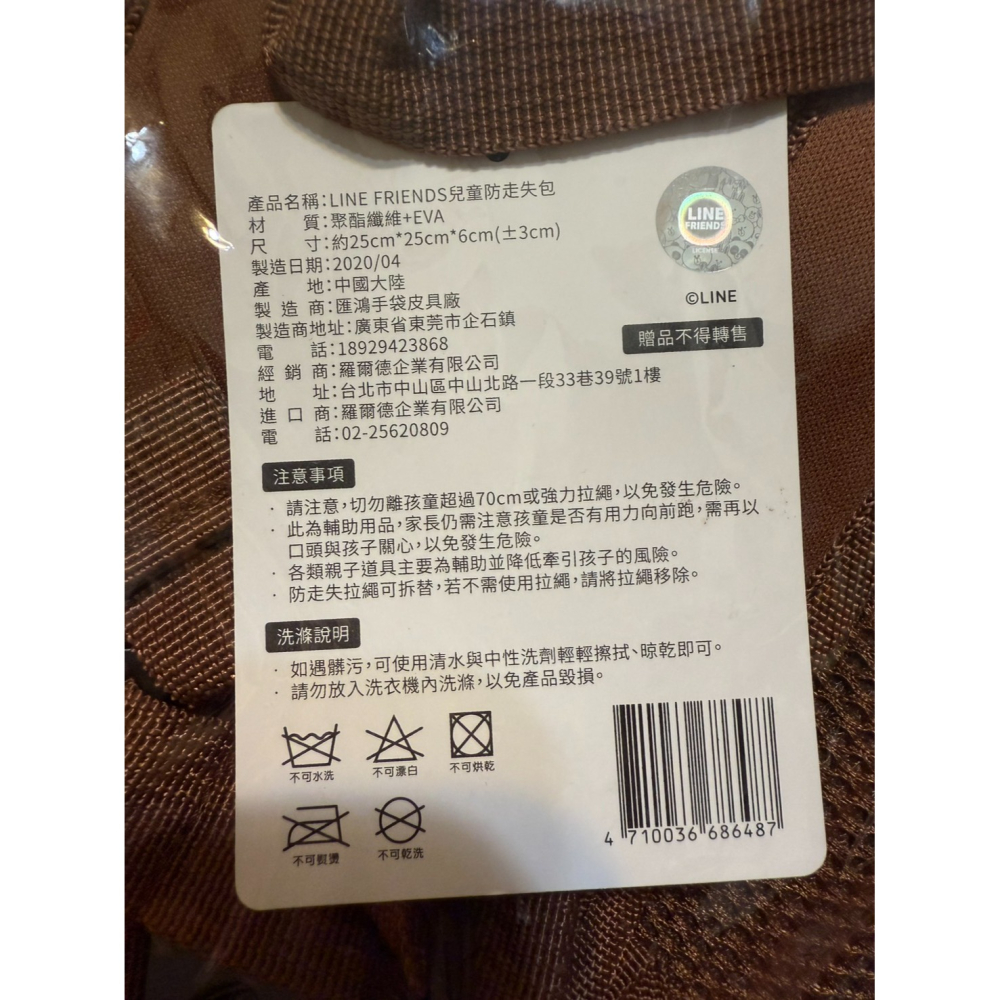 產品名稱:LINE FRIENDS兒童防走失包
材 質:聚酯纖維+EVA
尺 寸:約25cm*25cm*6cm(±3cm)
製造日期:2020/04
產 地:中國大陸
製 造 商:匯鴻手袋皮具廠
製造商地址:廣東省東莞市企石鎮
電 話:18929423868
經 銷 商:羅爾德企業有限公司
地 址:台北市中山區中山北路一段33巷39號1樓
進 口 商:羅爾德企業有限公司
電 話:02-25620809
LINE
FRIENDS
LICENSE
©LINE
贈品不得轉售
注意事項
· 請注意,切勿離孩童超過70cm或強力拉繩,以免發生危險。
· 此為輔助用品,家長仍需注意孩童是否有用力向前跑,需再以
口頭與孩子關心,以免發生危險。
· 各類親子道具主要為輔助並降低牽引孩子的風險。
· 防走失拉繩可拆替,若不需使用拉繩,請將拉繩移除。
洗滌說明
· 如遇髒污,可使用清水與中性洗劑輕輕擦拭、晾乾即可。
· 請勿放入洗衣機內洗滌,以免產品毀損。
不可水洗 不可漂白 不可烘乾
不可熨燙 不可乾洗
4 710036 686487